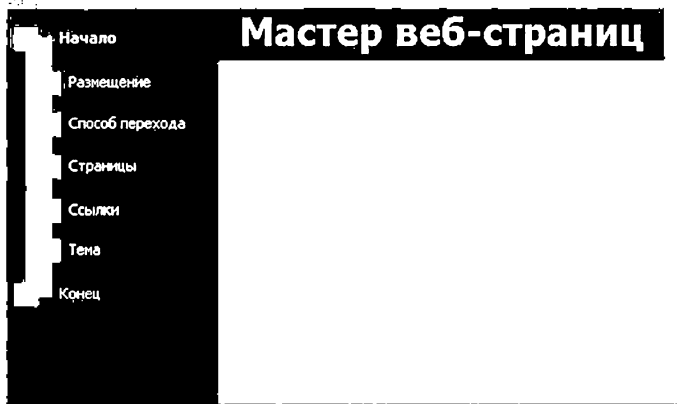 Мастер веб-страниц
Начало
Размещение
Способ перехода
Страницы
Ссылки
Тема
Конец